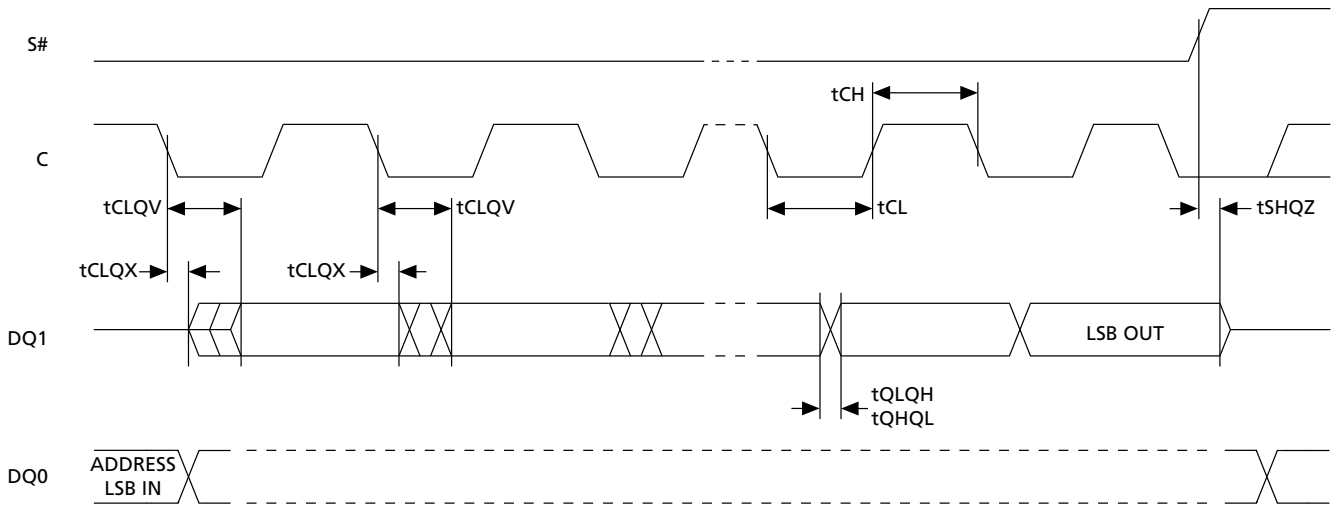 S#
tCH
C
tCLQV
tCLQV
tCL
tSHQZ
tCLQX
tCLQX
DQ1
LSB OUT
tQLQH
tQHQL
DQ0
ADDRESS
LSB IN